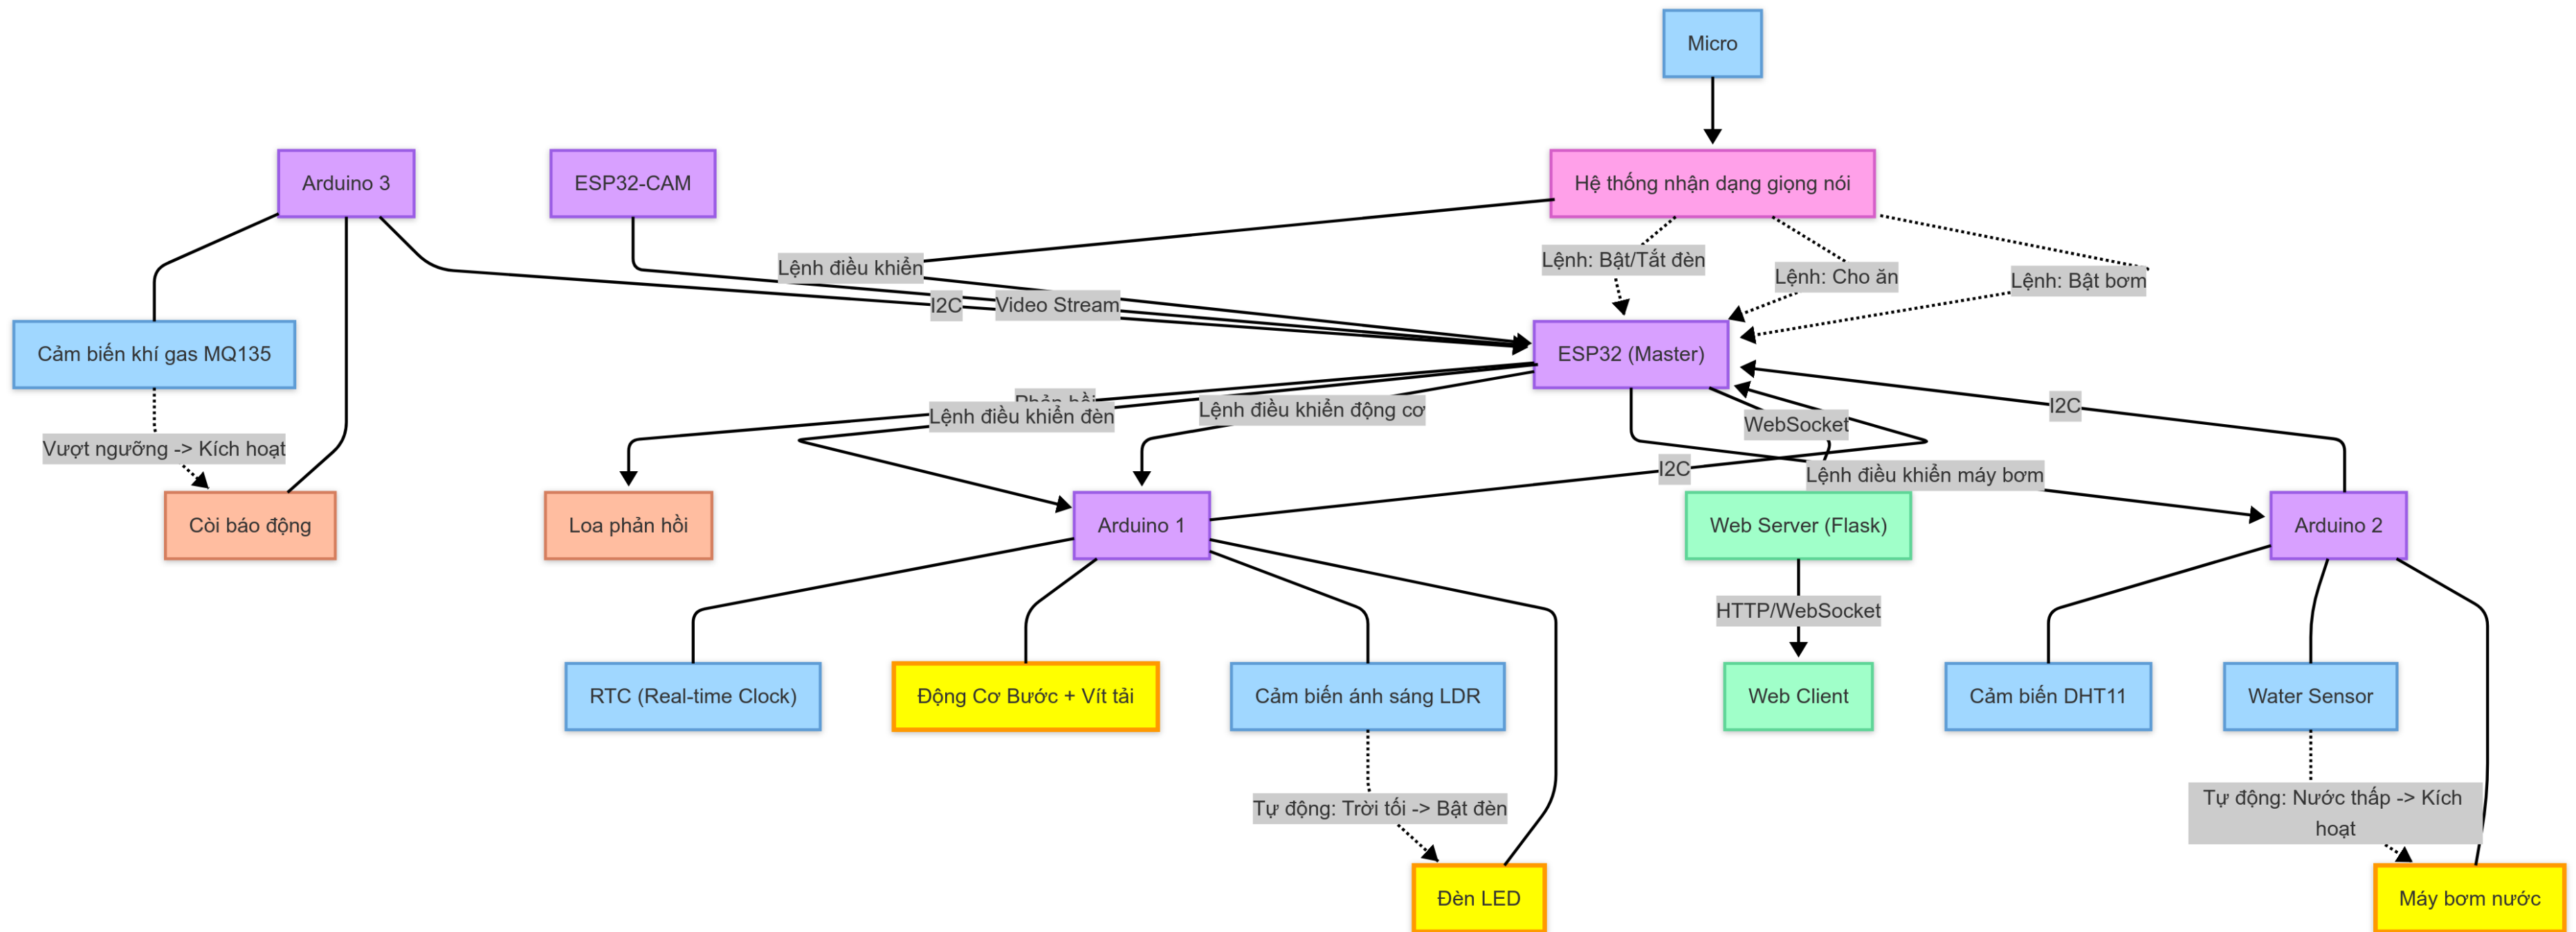 Micro
Arduino 3
ESP32-CAM
Hệ thống nhận dạng giọng nói
Lệnh điều khiển
Lệnh: Bật/Tắt đèn
Lệnh: Cho ăn
Lệnh: Bật bơm
I2C
Video Stream
Cảm biến khí gas MQ135
ESP32 (Master)
Phản hồi
Lệnh điều khiển đèn
Lệnh điều khiển động cơ
WebSocket
I2C
Vượt ngưỡng -> Kích hoạt
I2C
Lệnh điều khiển máy bơm
Còi báo động
Loa phản hồi
Arduino 1
Web Server (Flask)
Arduino 2
HTTP/WebSocket
RTC (Real-time Clock)
Động Cơ Bước + Vít tải
Cảm biến ánh sáng LDR
Web Client
Cảm biến DHT11
Water Sensor
Tự động: Trời tối -> Bật đèn
Tự động: Nước thấp -> Kích
hoạt
Đèn LED
Máy bơm nước